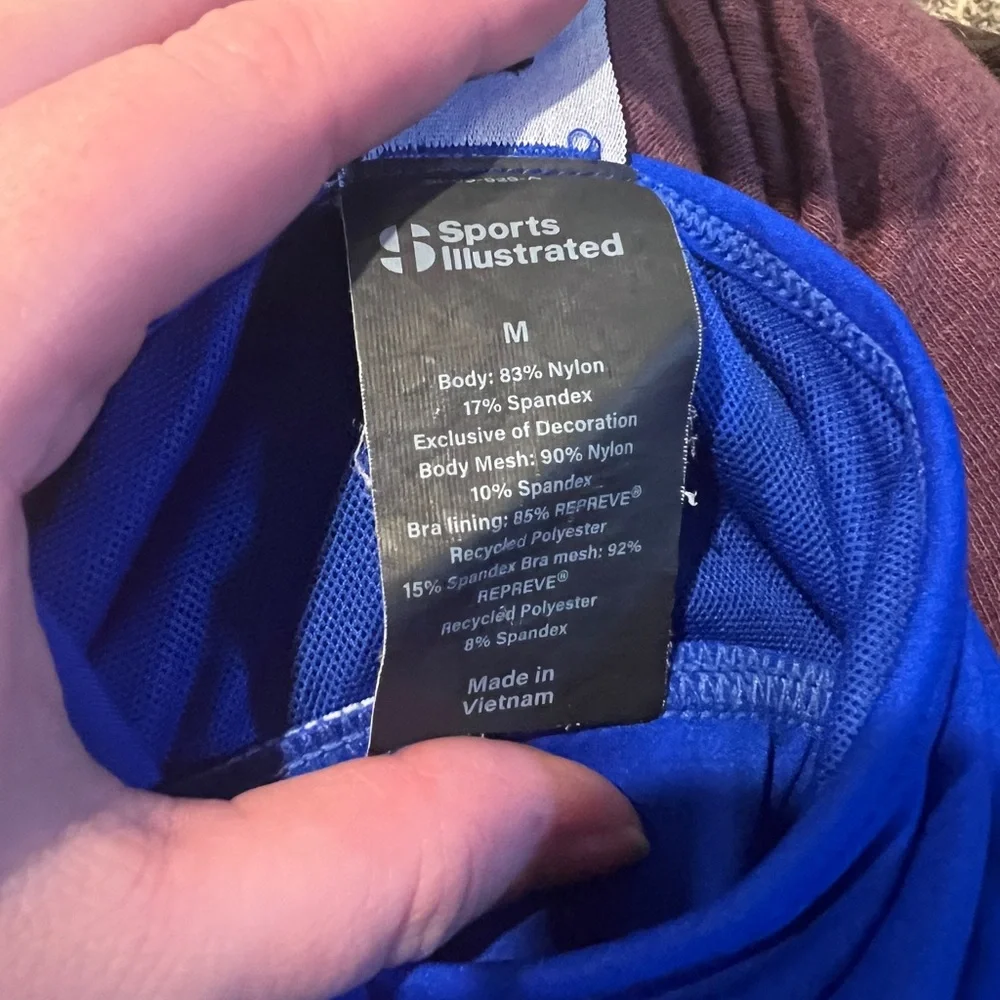 Sports
Illustrated
M
Body: 83% Nylon
17% Spandex
Exclusive of Decoration
Body Mesh: 90% Nylon
10% Spandex
Bra lining: 85% REPREVE®
Recycled Polyester
15% Spandex Bra mesh: 92%
REPREVE®
Recycled Polyester
8% Spandex
Made in
Vietnam